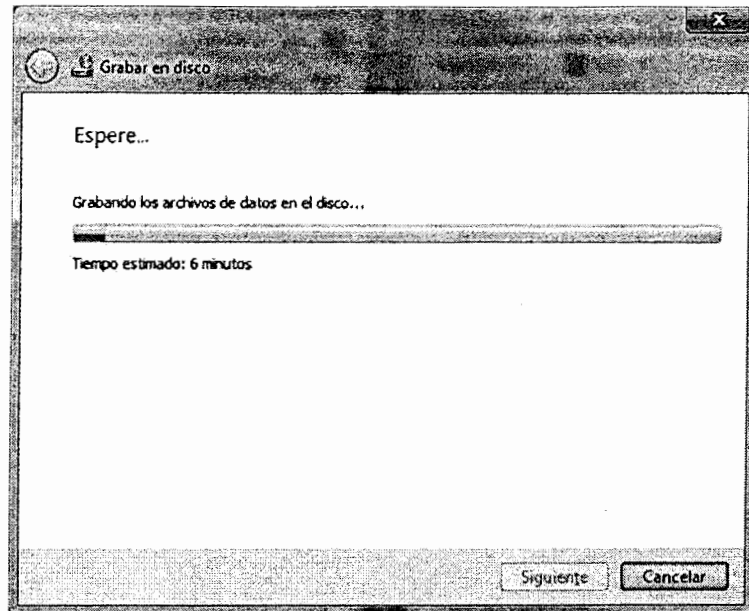 Grabar en disco
Espere...
Grabando los archivos de datos en el disco...
Tiempo estimado: 6 minutos
Siguiente
Cancelar